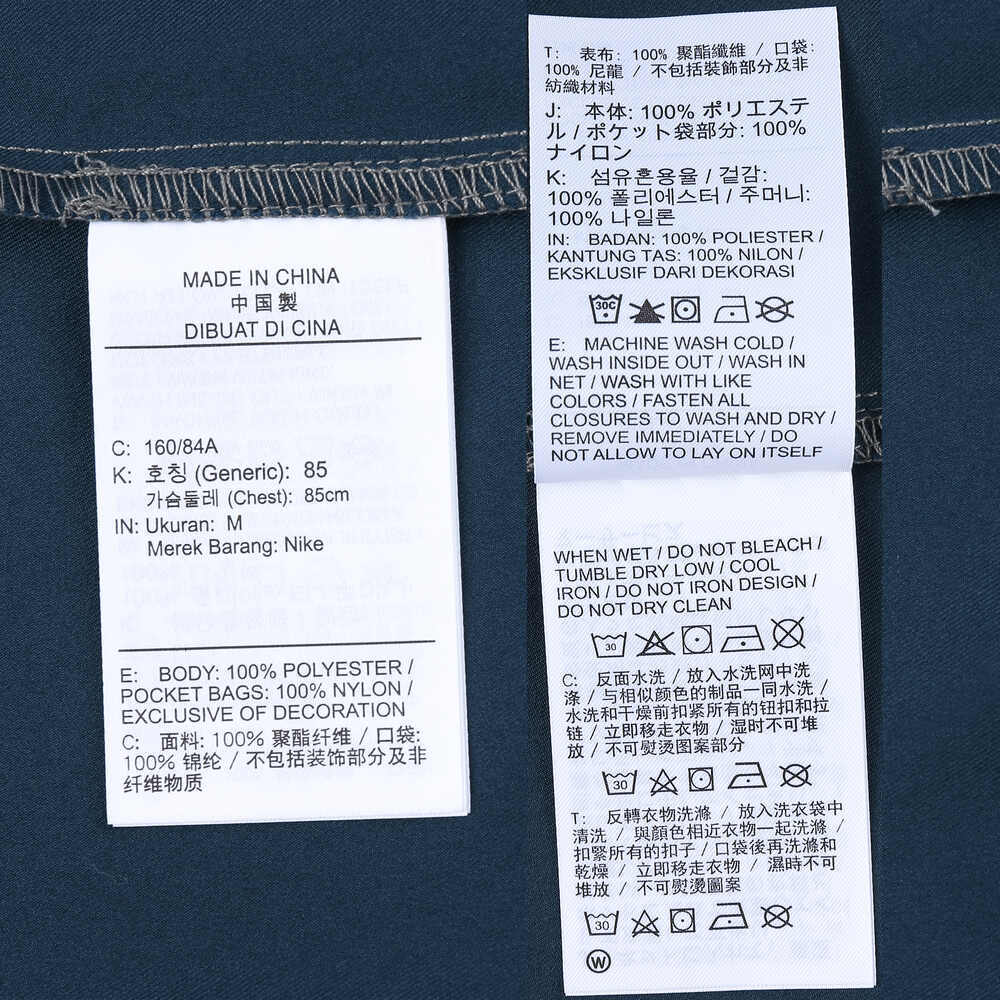 MADE IN CHINA
中国製
DIBUAT DI CINA
C: 160/84A
K: 호칭 (Generic): 85
가슴둘레 (Chest): 85cm
IN: Ukuran: M
Merek Barang: Nike
E: BODY: 100% POLYESTER /
POCKET BAGS: 100% NYLON /
EXCLUSIVE OF DECORATION
C: 面料: 100% 聚酯纤维 / 口袋:
100% 锦纶 / 不包括装饰部分及非
纤维物质
T: 表布: 100% 聚酯纖維 / 口袋:
100% 尼龍 / 不包括裝飾部分及非
紡織材料
J: 本体: 100% ポリエステ
ル / ポケット袋部分: 100%
ナイロン
K: 섬유혼용율 / 겉감:
100% 폴리에스터 / 주머니:
100% 나일론
IN: BADAN: 100% POLIESTER /
KANTUNG TAS: 100% NILON /
EKSKLUSIF DARI DEKORASI
30C
E: MACHINE WASH COLD /
WASH INSIDE OUT / WASH IN
NET / WASH WITH LIKE
COLORS / FASTEN ALL
CLOSURES TO WASH AND DRY /
REMOVE IMMEDIATELY / DO
NOT ALLOW TO LAY ON ITSELF
WHEN WET / DO NOT BLEACH /
TUMBLE DRY LOW / COOL
IRON / DO NOT IRON DESIGN /
DO NOT DRY CLEAN
30
C: 反面水洗 / 放入水洗网中洗
涤 / 与相似颜色的制品一同水洗 /
水洗和干燥前扣紧所有的钮扣和拉
链 / 立即移走衣物 / 湿时不可堆
放 / 不可熨烫图案部分
30
T: 反轉衣物洗滌 / 放入洗衣袋中
清洗 / 與顏色相近衣物一起洗滌 /
扣緊所有的扣子 / 口袋後再洗滌和
乾燥 / 立即移走衣物 / 濕時不可
堆放 / 不可熨燙圖案
30
W